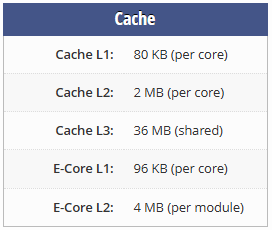 Cache
Cache L1: 80 KB (per core)
Cache L2: 2 MB (per core)
Cache L3: 36 MB (shared)
E-Core L1: 96 KB (per core)
E-Core L2: 4 MB (per module)